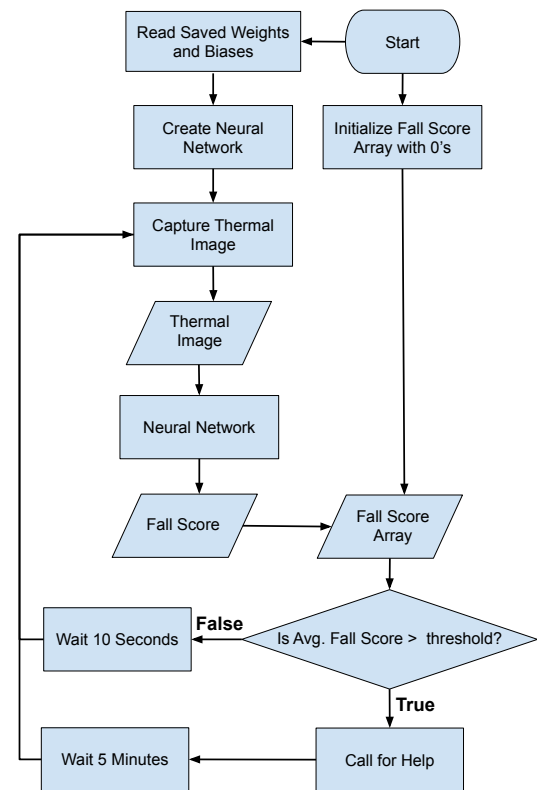 Read Saved Weights
and Biases
Start
Create Neural
Network
Initialize Fall Score
Array with 0's
Capture Thermal
Image
Thermal
Image
Neural Network
Fall Score
Fall Score
Array
False
Wait 10 Seconds
Is Avg. Fall Score > threshold?
True
Wait 5 Minutes
Call for Help